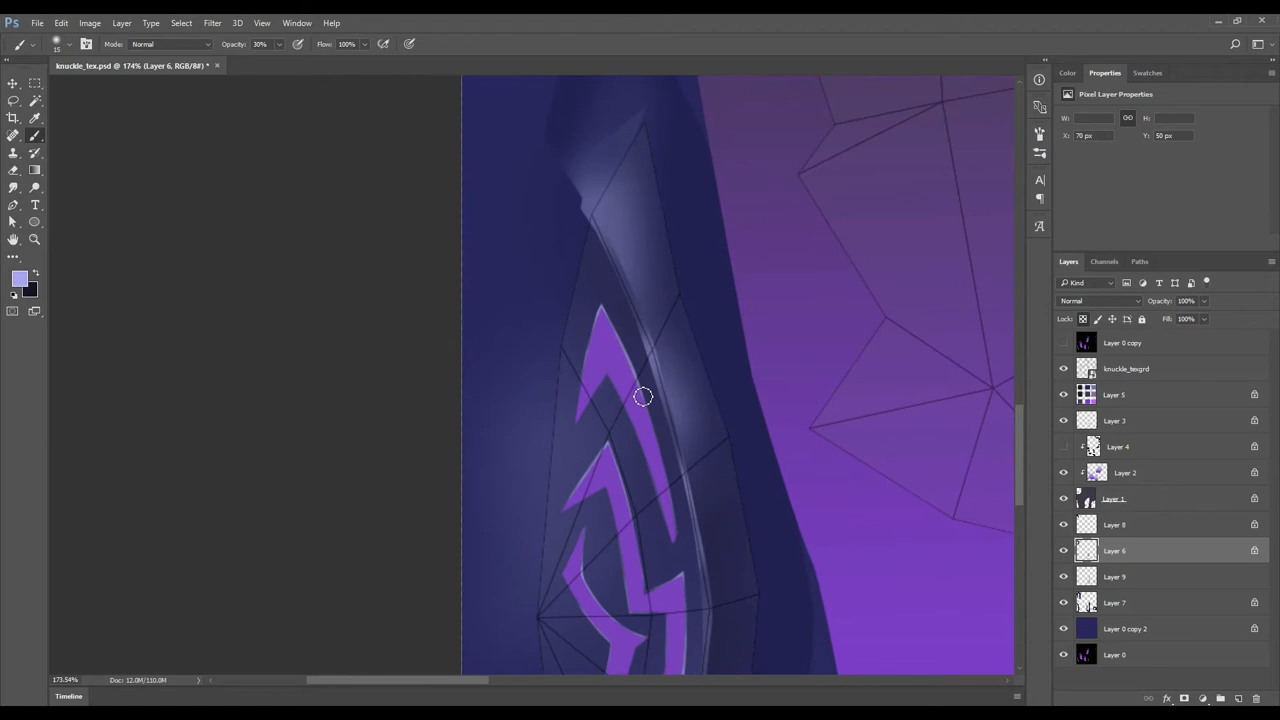 Ps File Edit Image Layer Type Select Filter 3D View Window Help
15 Mode: Normal Opacity: 30% Flow: 100%
knuckle_tex.psd @ 174% (Layer 6, RGB/8#) * ×
Color Properties Swatches
Pixel Layer Properties
W: H:
X: 70 px Y: 50 px
Layers Channels Paths
Kind
Normal Opacity: 100%
Lock: Fill: 100%
Layer 0 copy
knuckle_texgrd
Layer 5
Layer 3
Layer 4
Layer 2
Layer 1
Layer 8
Layer 6
Layer 9
Layer 7
Layer 0 copy 2
Layer 0
173.54% Doc: 12.0M/110.0M
Timeline